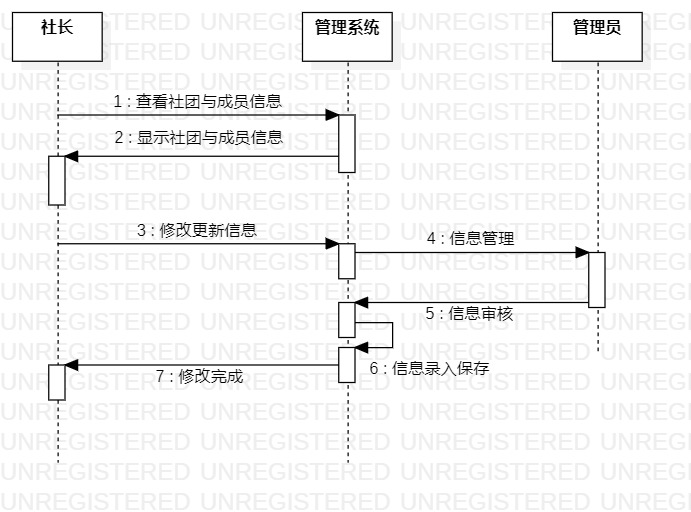 社长
管理系统
管理员
1 : 查看社团与成员信息
2 : 显示社团与成员信息
3 : 修改更新信息
4 : 信息管理
5 : 信息审核
6 : 信息录入保存
7 : 修改完成
UNREGISTERED